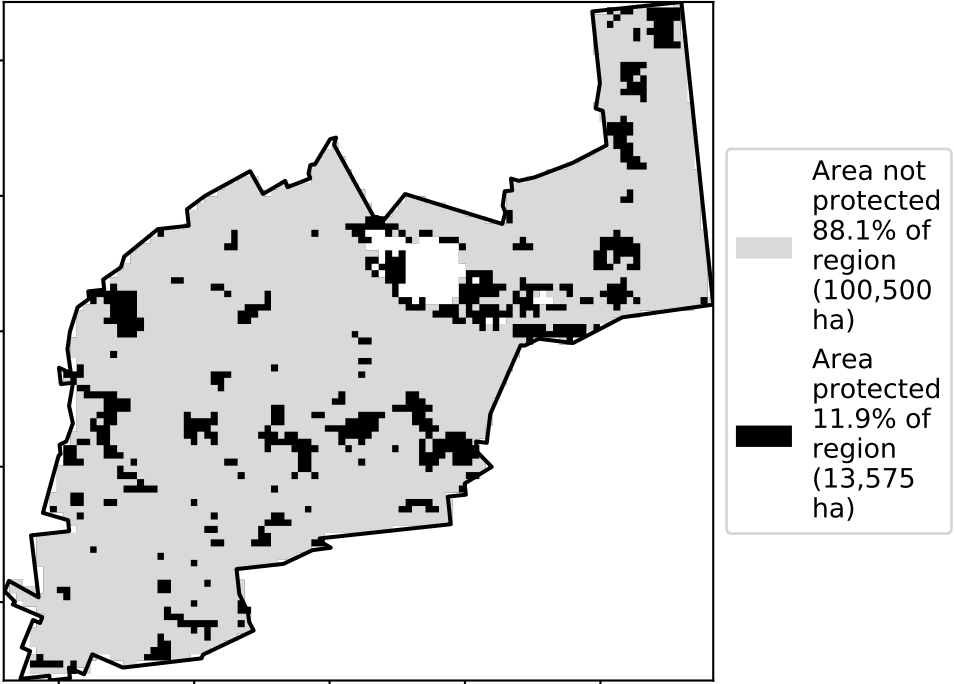 Area not
protected
88.1% of
region
(100,500
ha)
Area
protected
11.9% of
region
(13,575
ha)